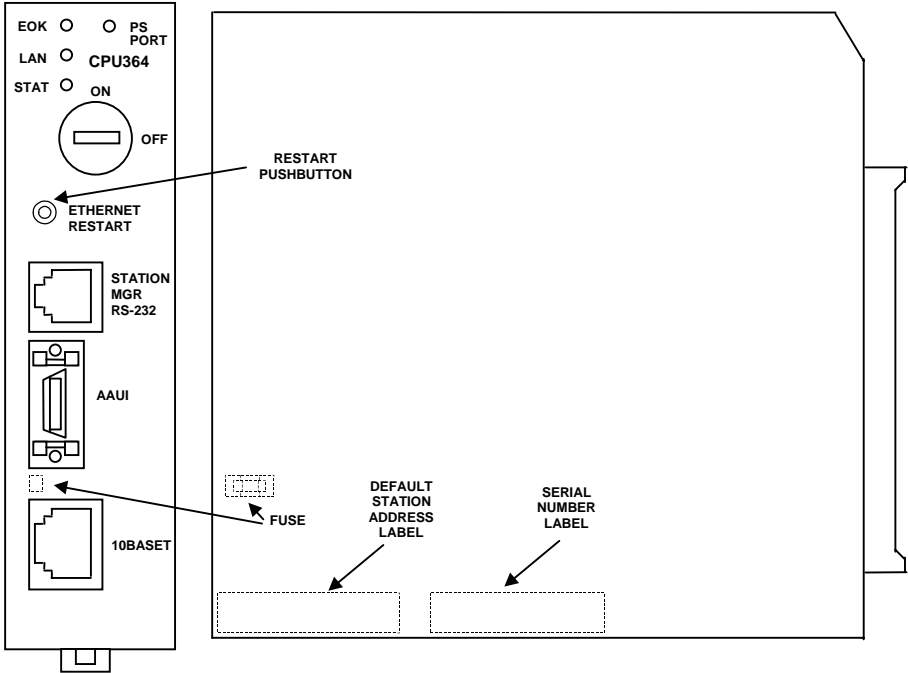 EOK
PS
PORT
LAN
CPU364
STAT
ON
OFF
RESTART
PUSHBUTTON
ETHERNET
RESTART
STATION
MGR
RS-232
AAUI
DEFAULT
STATION
ADDRESS
LABEL
SERIAL
NUMBER
LABEL
FUSE
10BASET